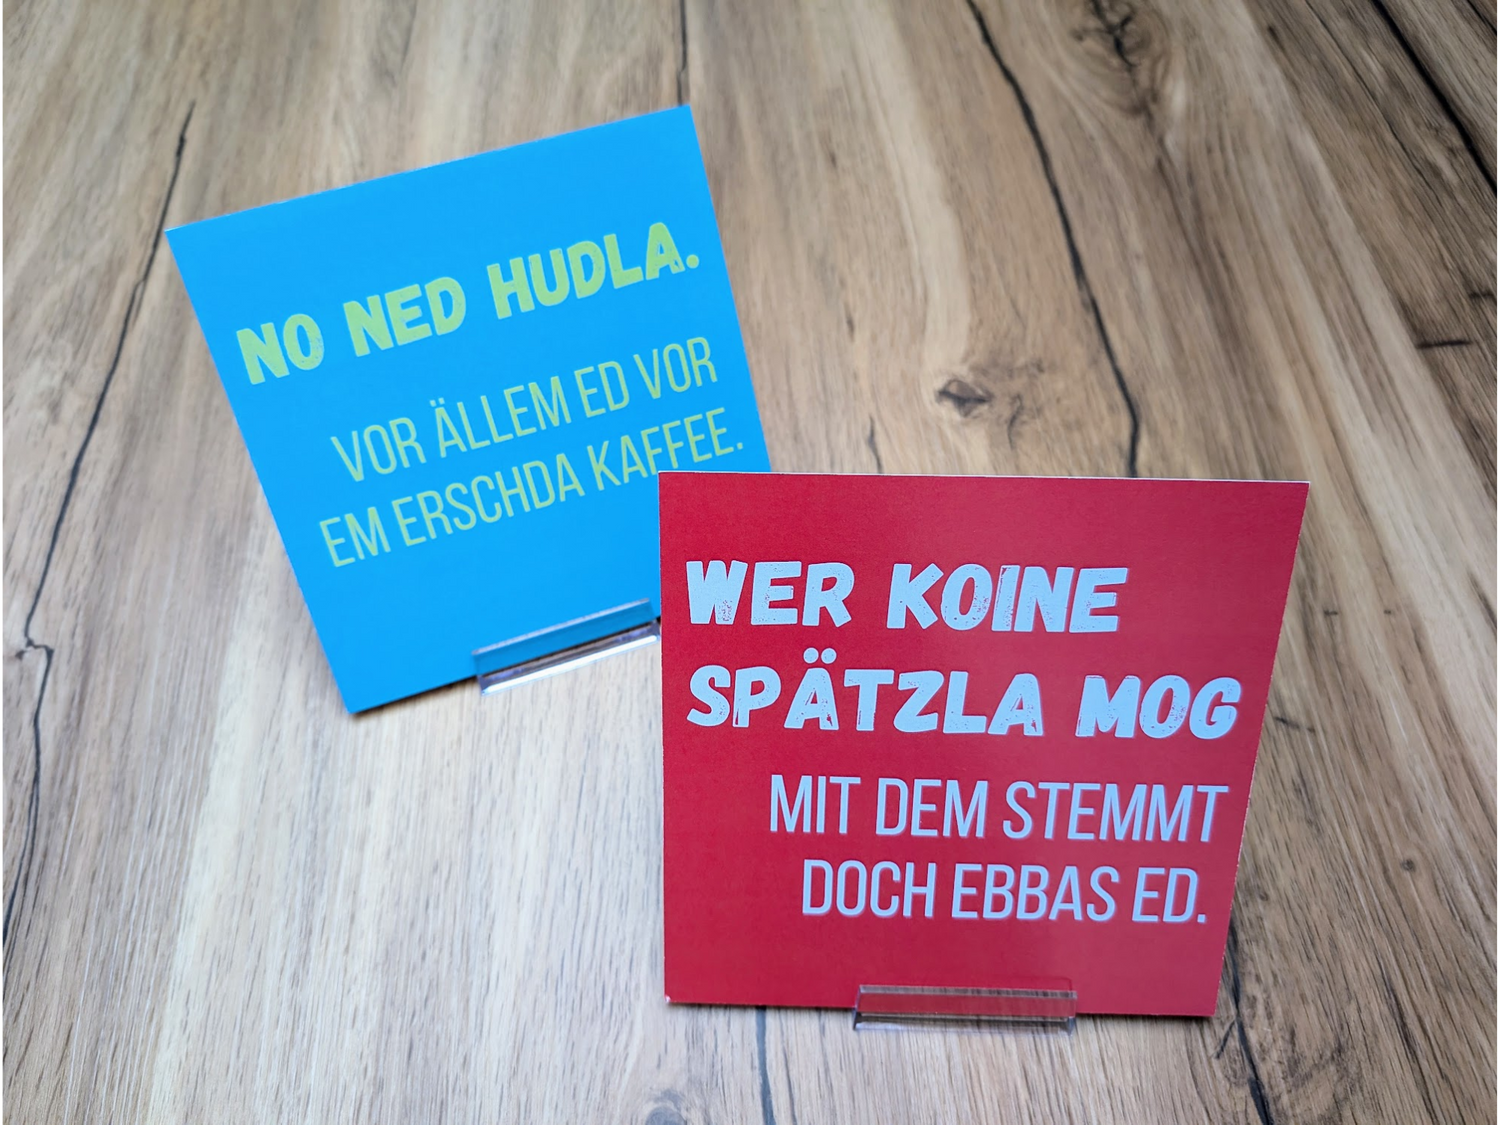 NO NED HUDLA.
VOR ÄLLEM ED VOR
EM ERSCHDA KAFFEE.
WER KOINE
SPÄTZLA MOG
MIT DEM STEMMT
DOCH EBBAS ED.